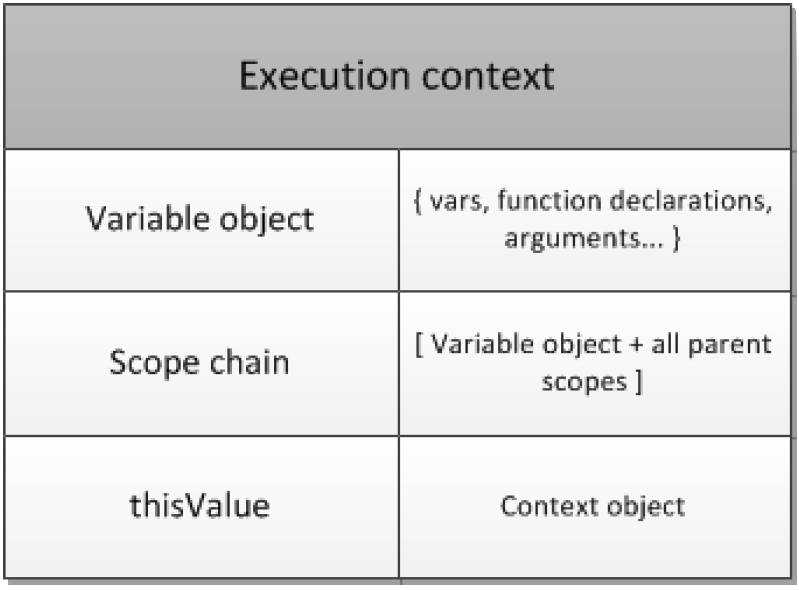 Execution context
Variable object
{ vars, function declarations,
arguments... }
Scope chain
[ Variable object + all parent
scopes ]
thisValue
Context object